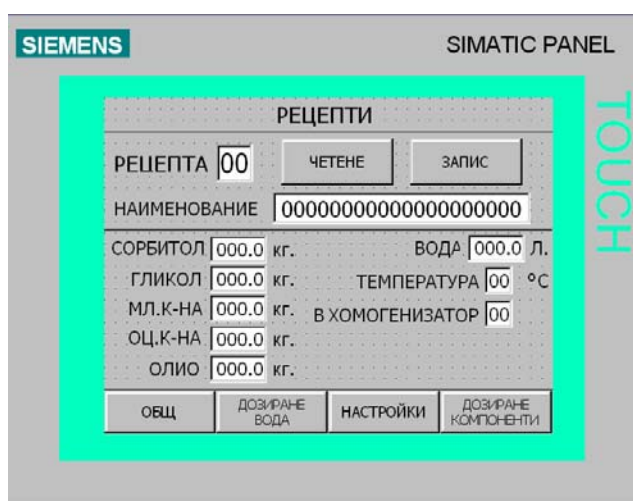 SIEMENS SIMATIC PANEL
TOUCH
РЕЦЕПТИ
РЕЦЕПТА 00 ЧЕТЕНЕ ЗАПИС
НАИМЕНОВАНИЕ 00000000000000000000
СОРБИТОЛ 000.0 кг. ВОДА 000.0 Л.
ГЛИКОЛ 000.0 кг. ТЕМПЕРАТУРА 00 °C
МЛ.К-НА 000.0 кг. В ХОМОГЕНИЗАТОР 00
ОЦ.К-НА 000.0 кг.
ОЛИО 000.0 кг.
ОБЩ ДОЗИРАНЕ ВОДА НАСТРОЙКИ ДОЗИРАНЕ КОМПОНЕНТИ